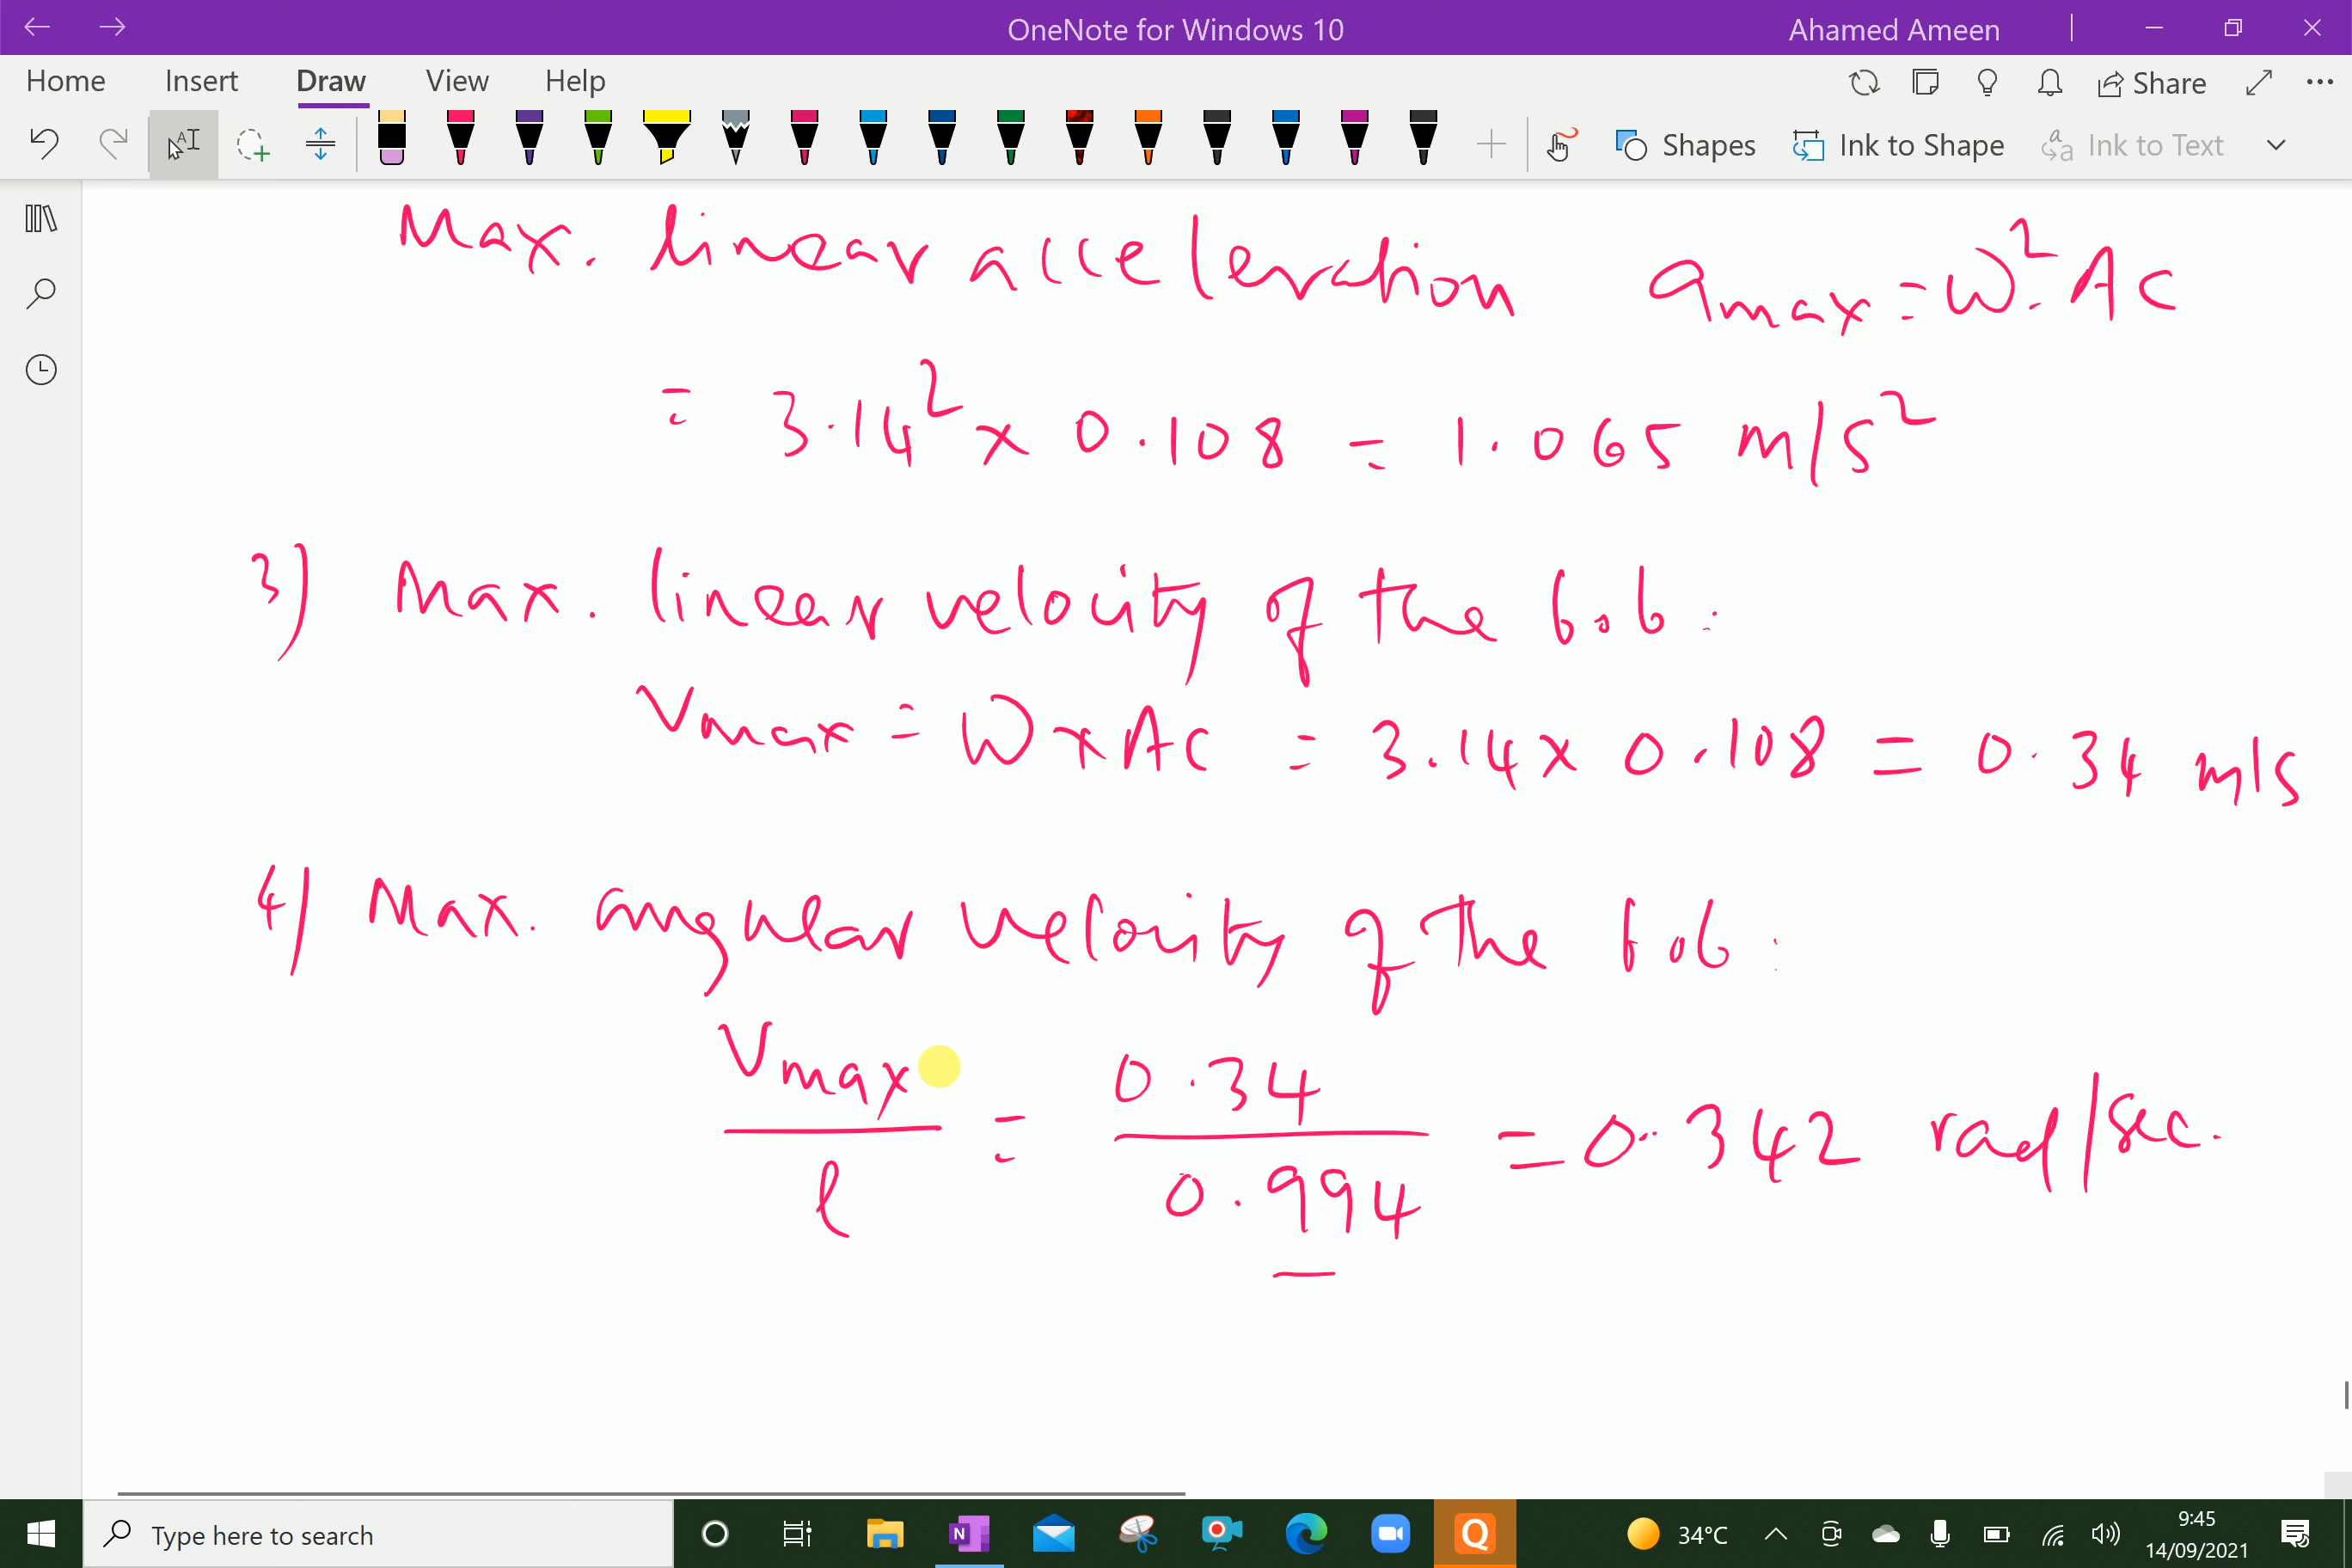 OneNote for Windows 10 Ahamed Ameen
Home Insert Draw View Help Share
Shapes Ink to Shape Ink to Text
Max. linear acceleration amax = ω².AC
= 3.14² × 0.108 = 1.065 m/s²
3) Max. linear velocity of the bob:
Vmax = ω × AC = 3.14 × 0.108 = 0.34 m/s
4) Max. angular velocity of the bob:
Vmax / l = 0.34 / 0.994 = 0.342 rad/sec.
Type here to search 34°C 9:45
14/09/2021